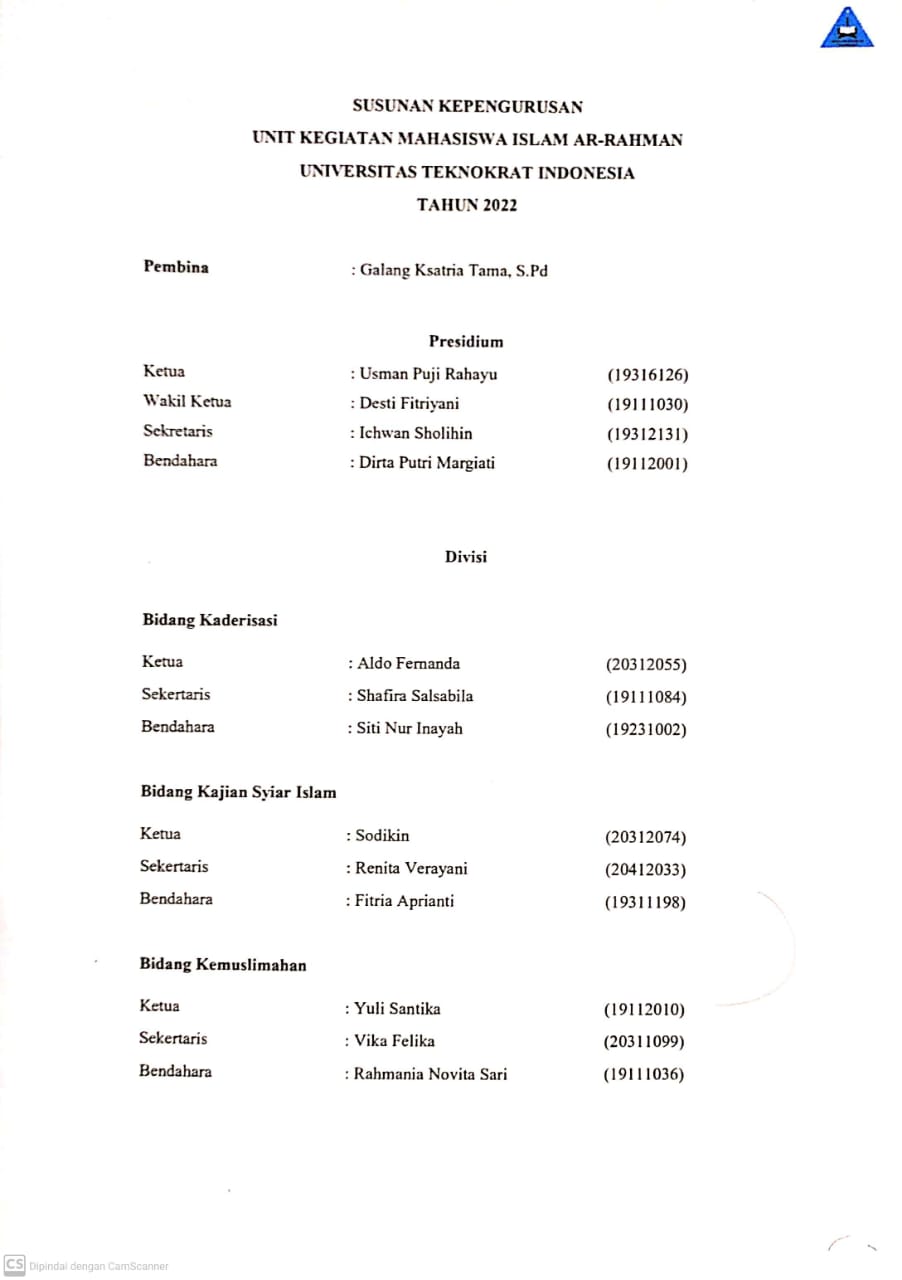 SUSUNAN KEPENGURUSAN
UNIT KEGIATAN MAHASISWA ISLAM AR-RAHMAN
UNIVERSITAS TEKNOKRAT INDONESIA
TAHUN 2022
Pembina : Galang Ksatria Tama, S.Pd
Presidium
Ketua : Usman Puji Rahayu (19316126)
Wakil Ketua : Desti Fitriyani (19111030)
Sekretaris : Ichwan Sholihin (19312131)
Bendahara : Dirta Putri Margiati (19112001)
Divisi
Bidang Kaderisasi
Ketua : Aldo Fernanda (20312055)
Sekertaris : Shafira Salsabila (19111084)
Bendahara : Siti Nur Inayah (19231002)
Bidang Kajian Syiar Islam
Ketua : Sodikin (20312074)
Sekertaris : Renita Verayani (20412033)
Bendahara : Fitria Aprianti (19311198)
Bidang Kemuslimahan
Ketua : Yuli Santika (19112010)
Sekertaris : Vika Felika (20311099)
Bendahara : Rahmania Novita Sari (19111036)
CS Dipindai dengan CamScanner